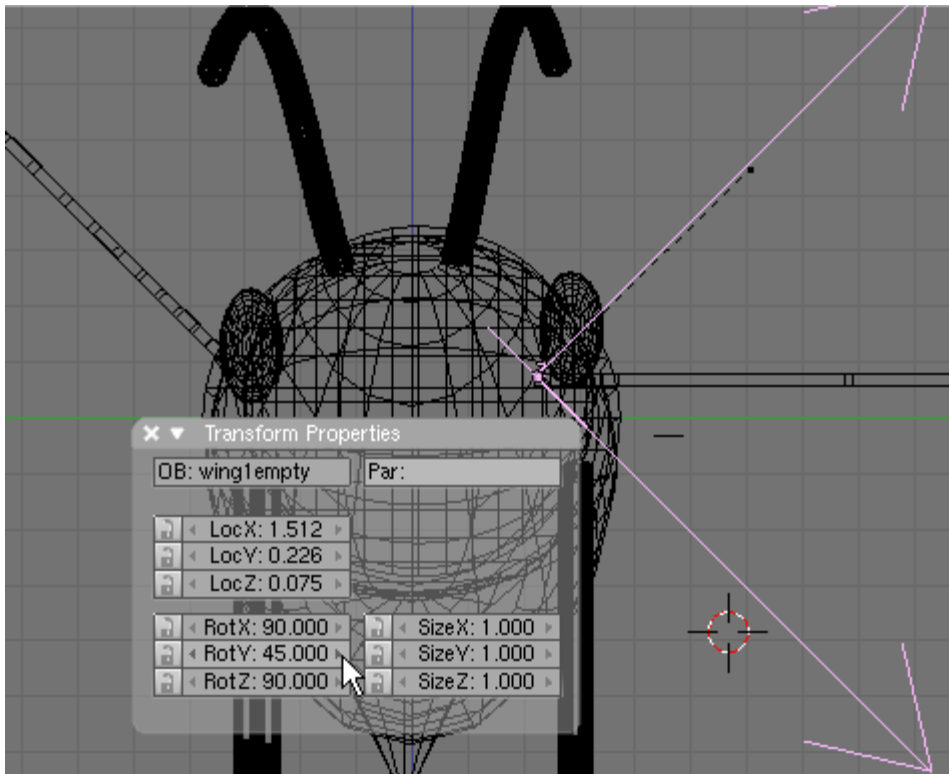 Transform Properties
OB: wing1empty Par:
LocX: 1.512
LocY: 0.226
LocZ: 0.075
RotX: 90.000 SizeX: 1.000
RotY: 45.000 SizeY: 1.000
RotZ: 90.000 SizeZ: 1.000